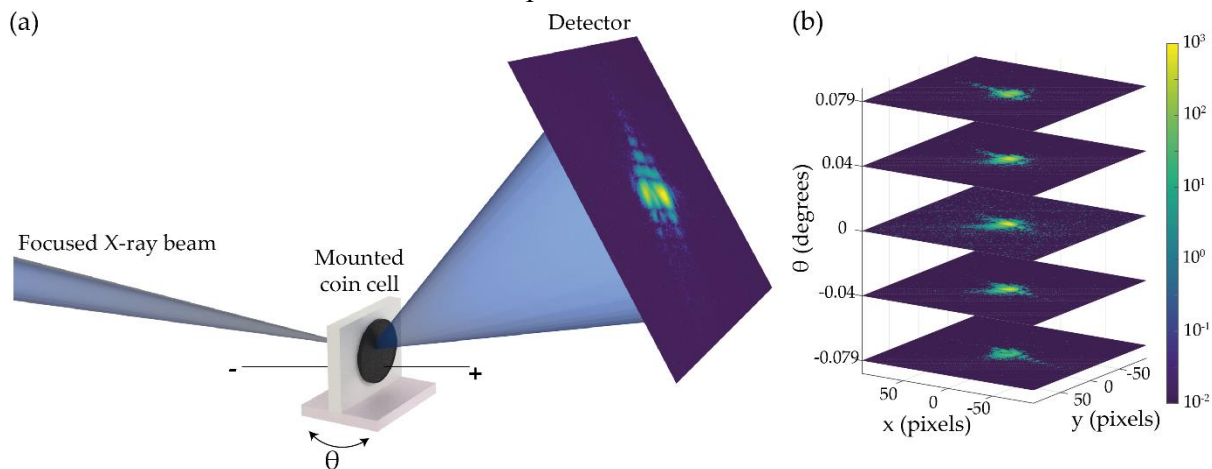 (a)
Detector
Focused X-ray beam
Mounted
coin cell
-
+
θ
(b)
θ (degrees)
0.079
0.04
0
-0.04
-0.079
50
0
-50
x (pixels)
50
0
-50
y (pixels)
10³
10²
10¹
10⁰
10⁻¹
10⁻²